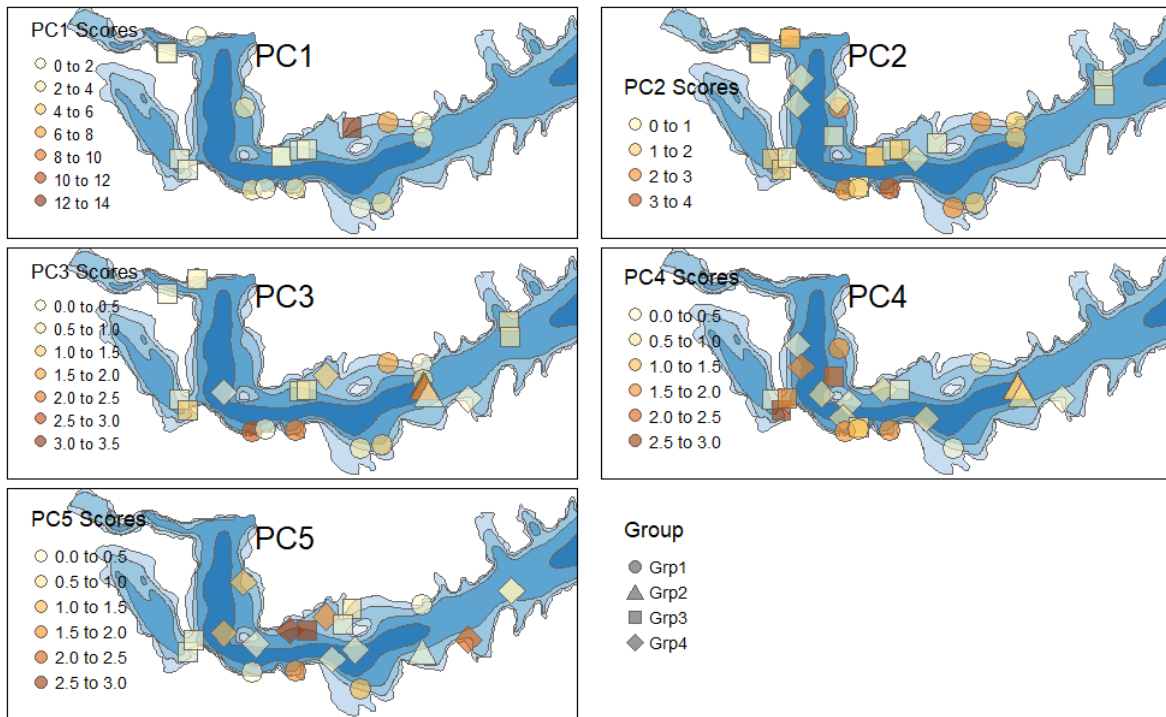 PC1 Scores
0 to 2
2 to 4
4 to 6
6 to 8
8 to 10
10 to 12
12 to 14
PC1
PC2 Scores
0 to 1
1 to 2
2 to 3
3 to 4
PC2
PC3 Scores
0.0 to 0.5
0.5 to 1.0
1.0 to 1.5
1.5 to 2.0
2.0 to 2.5
2.5 to 3.0
3.0 to 3.5
PC3
PC4 Scores
0.0 to 0.5
0.5 to 1.0
1.0 to 1.5
1.5 to 2.0
2.0 to 2.5
2.5 to 3.0
PC4
PC5 Scores
0.0 to 0.5
0.5 to 1.0
1.0 to 1.5
1.5 to 2.0
2.0 to 2.5
2.5 to 3.0
PC5
Group
Grp1
Grp2
Grp3
Grp4